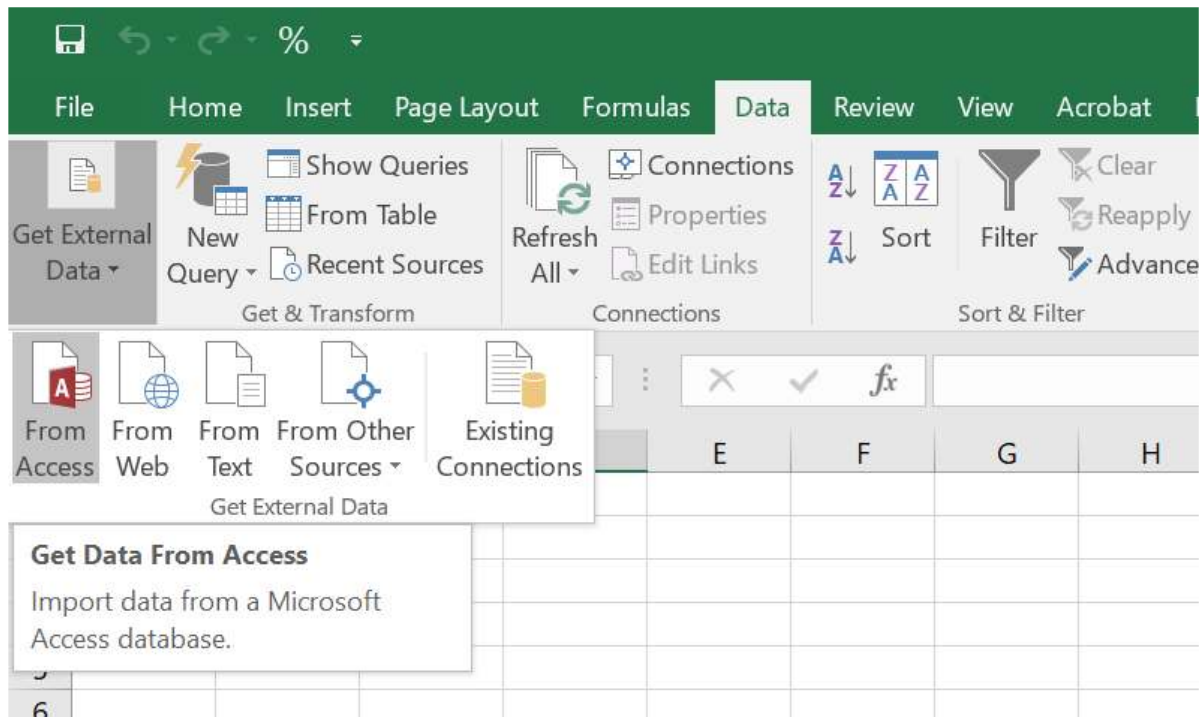 %
File Home Insert Page Layout Formulas Data Review View Acrobat
Get External Data
New Query
Show Queries
From Table
Recent Sources
Get & Transform
Refresh All
Connections
Properties
Edit Links
Connections
A Z
Z A
Z A A Z
Sort
Filter
Clear
Reapply
Advance
Sort & Filter
A
From Access
From Web
From Text
From Other Sources
Existing Connections
Get External Data
fx
E F G H
Get Data From Access
Import data from a Microsoft
Access database.
6